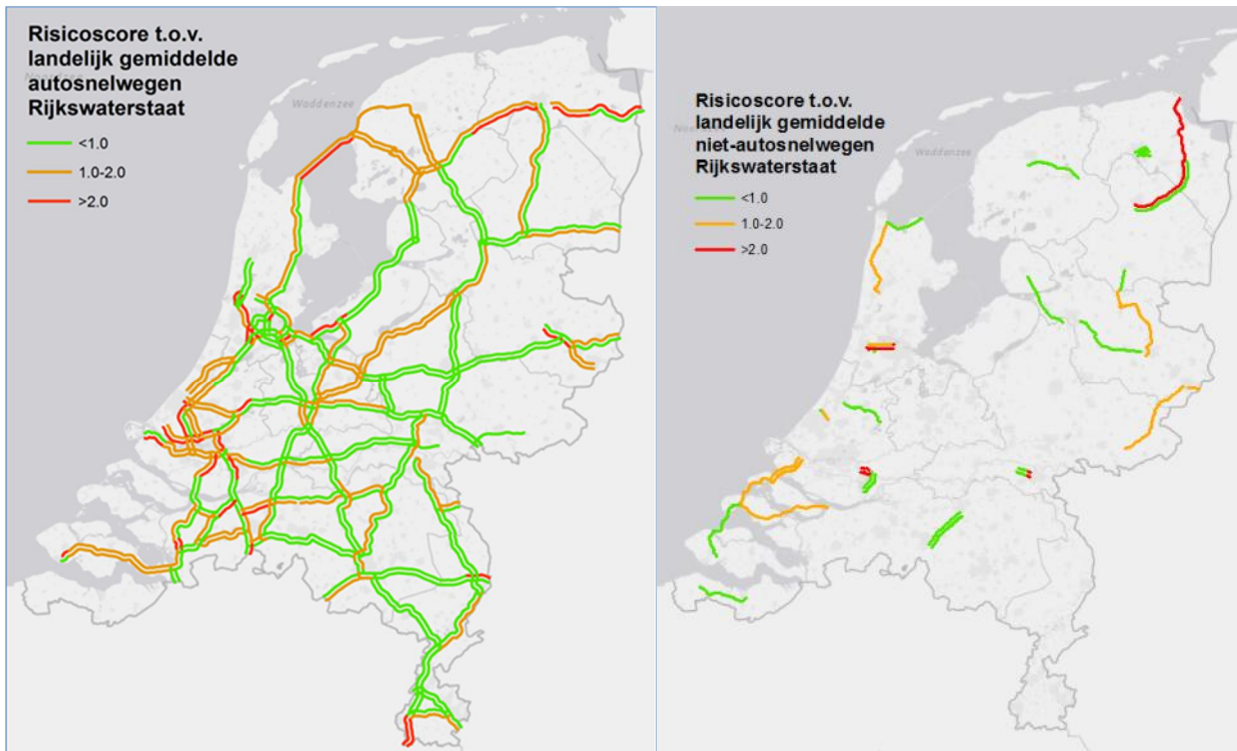 Risicoscore t.o.v.
landelijk gemiddelde
autosnelwegen
Rijkswaterstaat
<1.0
1.0-2.0
>2.0
Waddenzee
Risicoscore t.o.v.
landelijk gemiddelde
niet-autosnelwegen
Rijkswaterstaat
<1.0
1.0-2.0
>2.0
Waddenzee